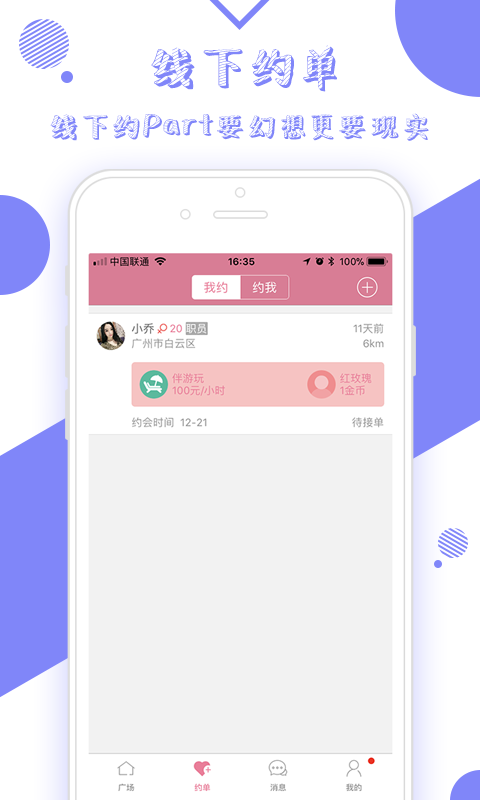 线下约单
线下约Part要幻想更要现实
中国联通 16:35 100%
我约 约我
小乔 20 职员 11天前
广州市白云区 6km
伴游玩 红玫瑰
100元/小时 1金币
约会时间 12-21 待接单
广场 约单 消息 我的